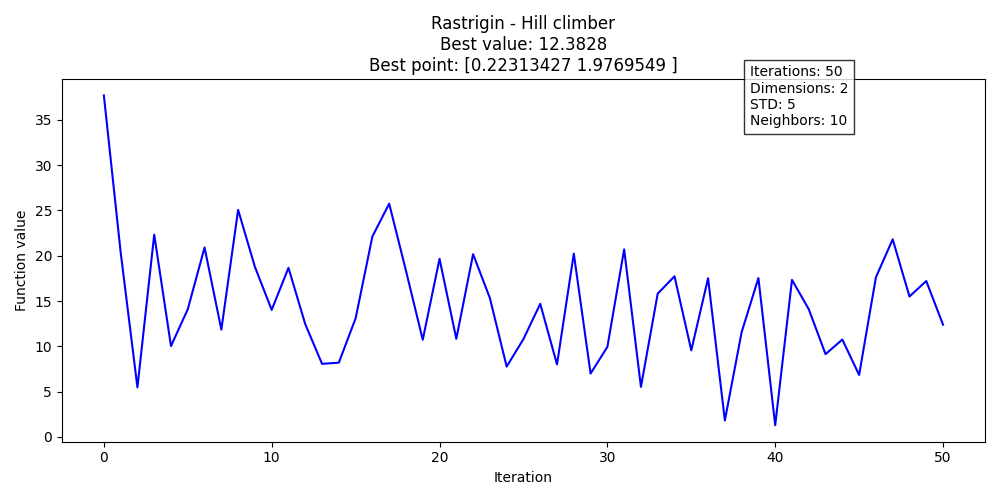 Rastrigin - Hill climber
Best value: 12.3828
Best point: [0.22313427 1.9769549 ]
Iterations: 50
Dimensions: 2
STD: 5
Neighbors: 10
Function value
35
30
25
20
15
10
5
0
0 10 20 30 40 50
Iteration